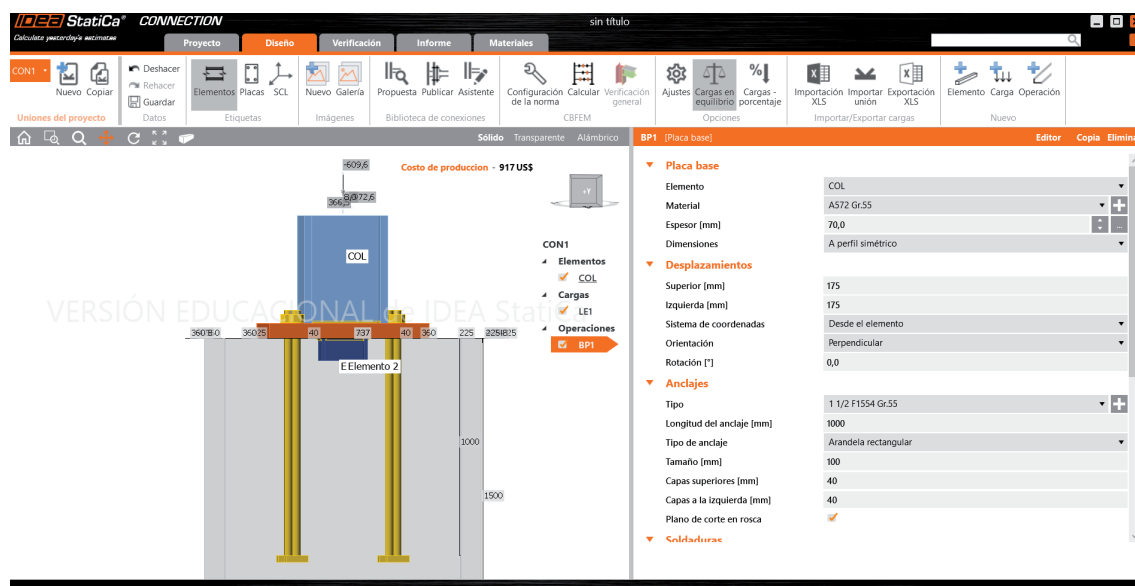 IDEA StatiCa® CONNECTION
sin título
Calculate yesterday's estimates
Proyecto Diseño Verificación Informe Materiales
CON1 Nuevo Copiar
Deshacer
Rehacer
Guardar
Elementos Placas SCL
Nuevo Galería
Propuesta Publicar Asistente
Configuración de la norma Calcular Verificación general
Ajustes Cargas en equilibrio Cargas - porcentaje
Importación XLS Importar unión Exportación XLS
Elemento Carga Operación
Uniones del proyecto Datos Etiquetas Imágenes Biblioteca de conexiones CBFEM Opciones Importar/Exportar cargas Nuevo
Sólido Transparente Alámbrico
BP1 [Placa base] Editor Copia Elimina
-609,6
Costo de produccion - 917 US$
+Y
COL
CON1
Elementos
COL
Cargas
LE1
Operaciones
BP1
VERSIÓN EDUCACIONAL de IDEA StatiCa
40 737 40 360 225
Elemento 2
1000
1500
Placa base
Elemento COL
Material A572 Gr.55
Espesor [mm] 70,0
Dimensiones A perfil simétrico
Desplazamientos
Superior [mm] 175
Izquierda [mm] 175
Sistema de coordenadas Desde el elemento
Orientación Perpendicular
Rotación [°] 0,0
Anclajes
Tipo 1 1/2 F1554 Gr.55
Longitud del anclaje [mm] 1000
Tipo de anclaje Arandela rectangular
Tamaño [mm] 100
Capas superiores [mm] 40
Capas a la izquierda [mm] 40
Plano de corte en rosca
Soldaduras